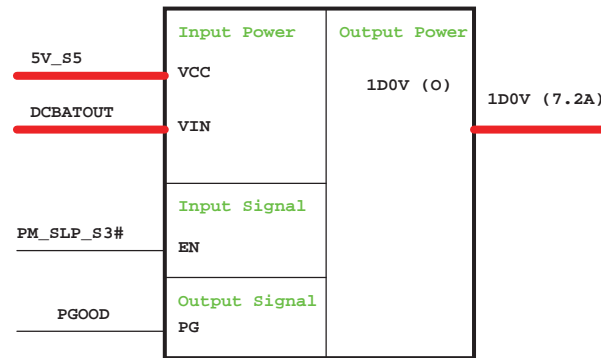 Input Power
Output Power
5V_S5
VCC
1D0V (O)
1D0V (7.2A)
DCBATOUT
VIN
Input Signal
PM_SLP_S3#
EN
Output Signal
PGOOD
PG